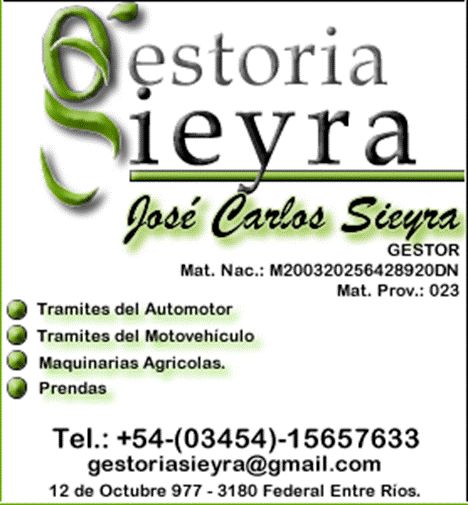 Gestoria
Sieyra
José Carlos Sieyra
GESTOR
Mat. Nac.: M200320256428920DN
Mat. Prov.: 023
Tramites del Automotor
Tramites del Motovehículo
Maquinarias Agricolas.
Prendas
Tel.: +54-(03454)-15657633
gestoriasieyra@gmail.com
12 de Octubre 977 - 3180 Federal Entre Ríos.